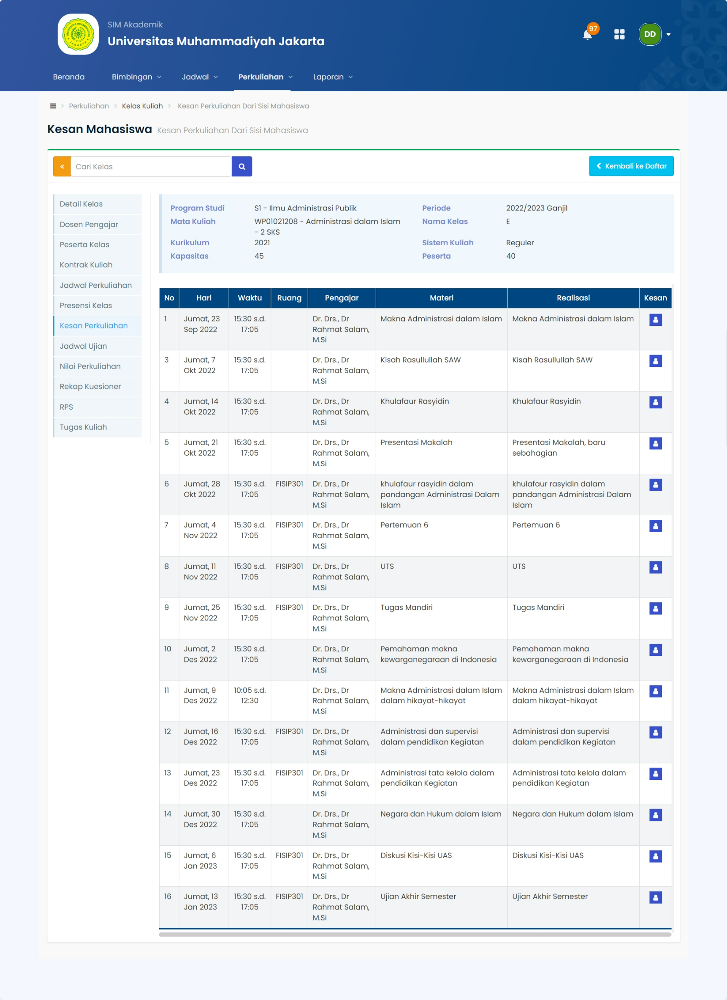 SIM Akademik
Universitas Muhammadiyah Jakarta
97
DD
UNIVERSITAS MUHAMMADIYAH
JAKARTA
Beranda Bimbingan Jadwal Perkuliahan Laporan
Perkuliahan > Kelas Kuliah > Kesan Perkuliahan Dari Sisi Mahasiswa
Kesan Mahasiswa Kesan Perkuliahan Dari Sisi Mahasiswa
« Cari Kelas
Kembali ke Daftar
Detail Kelas
Dosen Pengajar
Peserta Kelas
Kontrak Kuliah
Jadwal Perkuliahan
Presensi Kelas
Kesan Perkuliahan
Jadwal Ujian
Nilai Perkuliahan
Rekap Kuesioner
RPS
Tugas Kuliah
Program Studi S1 - Ilmu Administrasi Publik Periode 2022/2023 Ganjil
Mata Kuliah WP01021208 - Administrasi dalam Islam Nama Kelas E
- 2 SKS
Kurikulum 2021 Sistem Kuliah Reguler
Kapasitas 45 Peserta 40
No Hari Waktu Ruang Pengajar Materi Realisasi Kesan
1 Jumat, 23 15:30 s.d. Dr. Drs., Dr Makna Administrasi dalam Islam Makna Administrasi dalam Islam
Sep 2022 17:05 Rahmat Salam,
M.Si
3 Jumat, 7 15:30 s.d. Dr. Drs., Dr Kisah Rasullullah SAW Kisah Rasullullah SAW
Okt 2022 17:05 Rahmat Salam,
M.Si
4 Jumat, 14 15:30 s.d. Dr. Drs., Dr Khulafaur Rasyidin Khulafaur Rasyidin
Okt 2022 17:05 Rahmat Salam,
M.Si
5 Jumat, 21 15:30 s.d. Dr. Drs., Dr Presentasi Makalah Presentasi Makalah, baru
Okt 2022 17:05 Rahmat Salam, sebahagian
M.Si
6 Jumat, 28 15:30 s.d. FISIP301 Dr. Drs., Dr khulafaur rasyidin dalam khulafaur rasyidin dalam
Okt 2022 17:05 Rahmat Salam, pandangan Administrasi Dalam pandangan Administrasi Dalam
M.Si Islam Islam
7 Jumat, 4 15:30 s.d. FISIP301 Dr. Drs., Dr Pertemuan 6 Pertemuan 6
Nov 2022 17:05 Rahmat Salam,
M.Si
8 Jumat, 11 15:30 s.d. FISIP301 Dr. Drs., Dr UTS UTS
Nov 2022 17:05 Rahmat Salam,
M.Si
9 Jumat, 25 15:30 s.d. FISIP301 Dr. Drs., Dr Tugas Mandiri Tugas Mandiri
Nov 2022 17:05 Rahmat Salam,
M.Si
10 Jumat, 2 15:30 s.d. Dr. Drs., Dr Pemahaman makna Pemahaman makna
Des 2022 17:05 Rahmat Salam, kewarganegaraan di Indonesia kewarganegaraan di Indonesia
M.Si
11 Jumat, 9 10:05 s.d. Dr. Drs., Dr Makna Administrasi dalam Islam Makna Administrasi dalam Islam
Des 2022 12:30 Rahmat Salam, dalam hikayat-hikayat dalam hikayat-hikayat
M.Si
12 Jumat, 16 15:30 s.d. FISIP301 Dr. Drs., Dr Administrasi dan supervisi Administrasi dan supervisi
Des 2022 17:05 Rahmat Salam, dalam pendidikan Kegiatan dalam pendidikan Kegiatan
M.Si
13 Jumat, 23 15:30 s.d. FISIP301 Dr. Drs., Dr Administrasi tata kelola dalam Administrasi tata kelola dalam
Des 2022 17:05 Rahmat Salam, pendidikan Kegiatan pendidikan Kegiatan
M.Si
14 Jumat, 30 15:30 s.d. Dr. Drs., Dr Negara dan Hukum dalam Islam Negara dan Hukum dalam Islam
Des 2022 17:05 Rahmat Salam,
M.Si
15 Jumat, 6 15:30 s.d. FISIP301 Dr. Drs., Dr Diskusi Kisi-Kisi UAS Diskusi Kisi-Kisi UAS
Jan 2023 17:05 Rahmat Salam,
M.Si
16 Jumat, 13 15:30 s.d. FISIP301 Dr. Drs., Dr Ujian Akhir Semester Ujian Akhir Semester
Jan 2023 17:05 Rahmat Salam,
M.Si